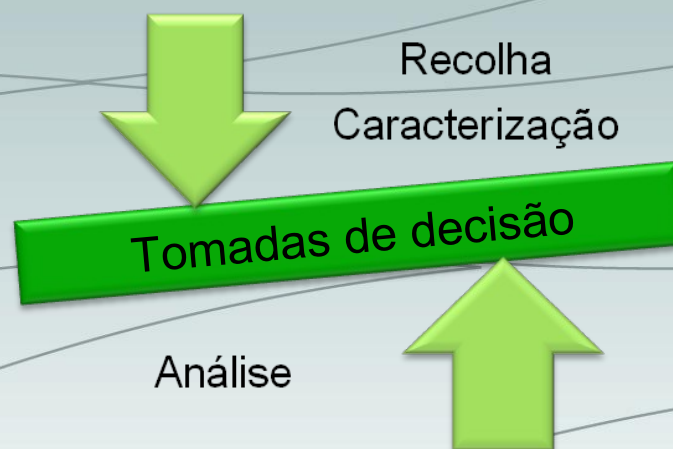 Recolha
Caracterização
Tomadas de decisão
Análise